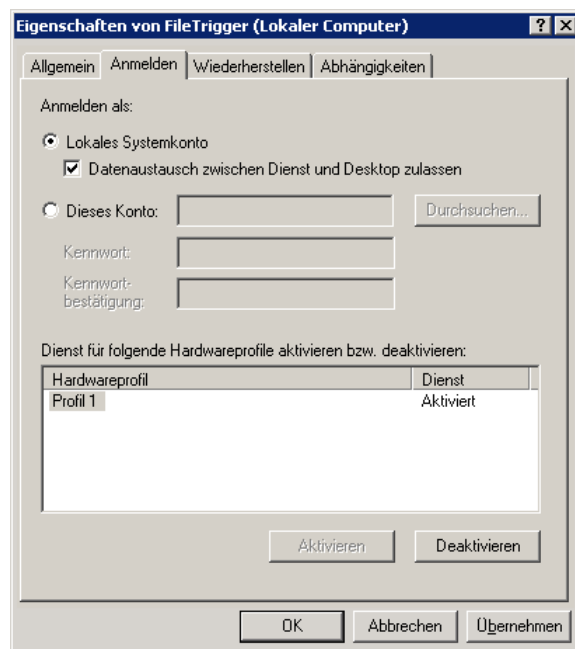 Eigenschaften von FileTrigger (Lokaler Computer)
Allgemein Anmelden Wiederherstellen Abhängigkeiten
Anmelden als:
Lokales Systemkonto
Datenaustausch zwischen Dienst und Desktop zulassen
Dieses Konto: Durchsuchen...
Kennwort:
Kennwort-
bestätigung:
Dienst für folgende Hardwareprofile aktivieren bzw. deaktivieren:
Hardwareprofil Dienst
Profil 1 Aktiviert
Aktivieren Deaktivieren
OK Abbrechen Übernehmen